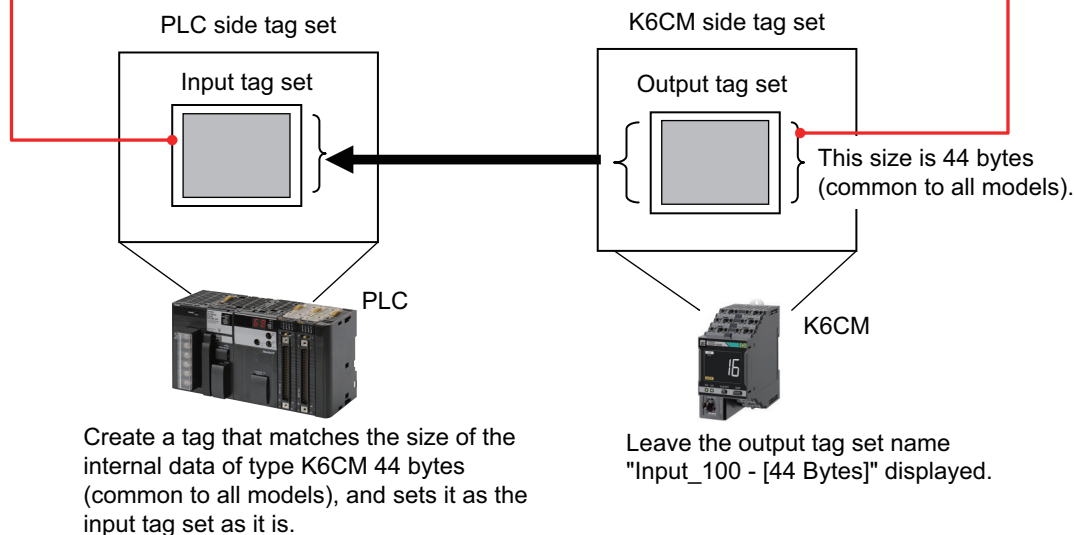 PLC side tag set
K6CM side tag set
Input tag set
Output tag set
This size is 44 bytes
(common to all models).
PLC
K6CM
16
Create a tag that matches the size of the
internal data of type K6CM 44 bytes
(common to all models), and sets it as the
input tag set as it is.
Leave the output tag set name
"Input_100 - [44 Bytes]" displayed.